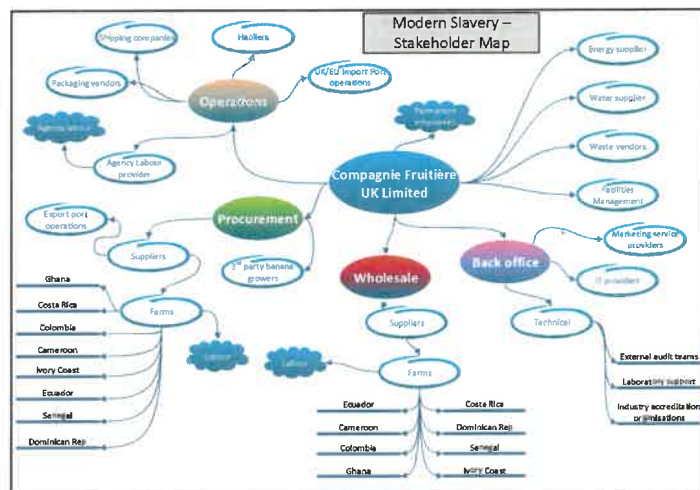 Modern Slavery –
Stakeholder Map
Shipping companies
Hauliers
Packaging vendors
Operations
UK/EU Import Port
operations
Agency Labour
provider
Permanent
employees
Energy supplier
Water supplier
Waste vendors
Facilities
Management
Compagnie Fruitière
UK Limited
Export port
operations
Procurement
Suppliers
3rd party banana
growers
Wholesale
Back office
Marketing service
providers
IT providers
Ghana
Costa Rica
Colombia
Cameroon
Ivory Coast
Ecuador
Senegal
Dominican Rep
Farms
Labour
Suppliers
Labour
Farms
Ecuador
Cameroon
Colombia
Ghana
Costa Rica
Dominican Rep
Senegal
Ivory Coast
Technical
External audit teams
Laboratory support
Industry accreditation
organisations